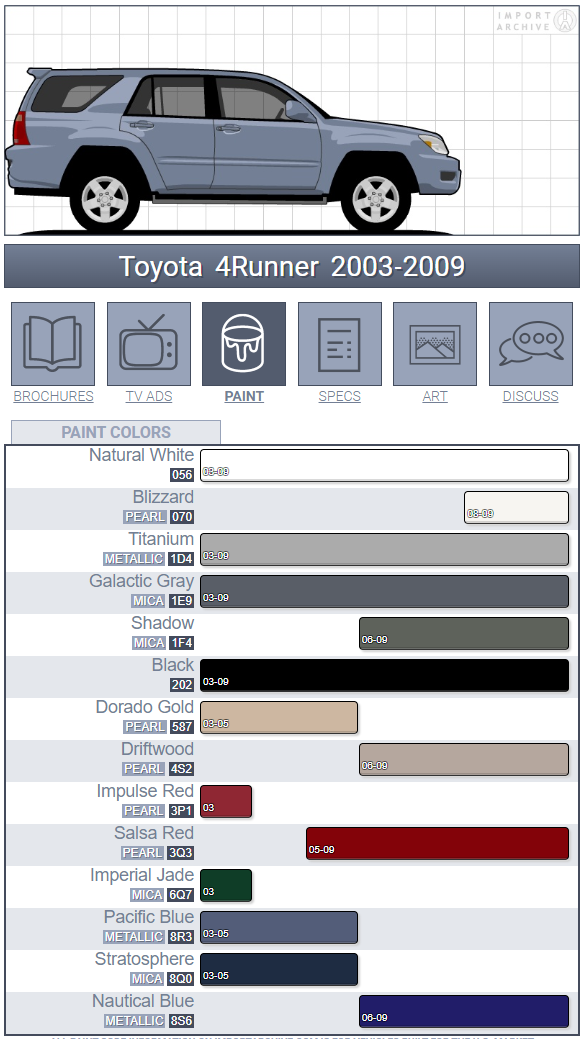 IMPORT
ARCHIVE
Toyota 4Runner 2003-2009
BROCHURES TV ADS PAINT SPECS ART DISCUSS
PAINT COLORS
Natural White
056 03-09
Blizzard
PEARL 070 08-09
Titanium
METALLIC 1D4 03-09
Galactic Gray
MICA 1E9 03-09
Shadow
MICA 1F4 06-09
Black
202 03-09
Dorado Gold
PEARL 587 03-05
Driftwood
PEARL 4S2 06-09
Impulse Red
PEARL 3P1 03
Salsa Red
PEARL 3Q3 05-09
Imperial Jade
MICA 6Q7 03
Pacific Blue
METALLIC 8R3 03-05
Stratosphere
MICA 8Q0 03-05
Nautical Blue
METALLIC 8S6 06-09